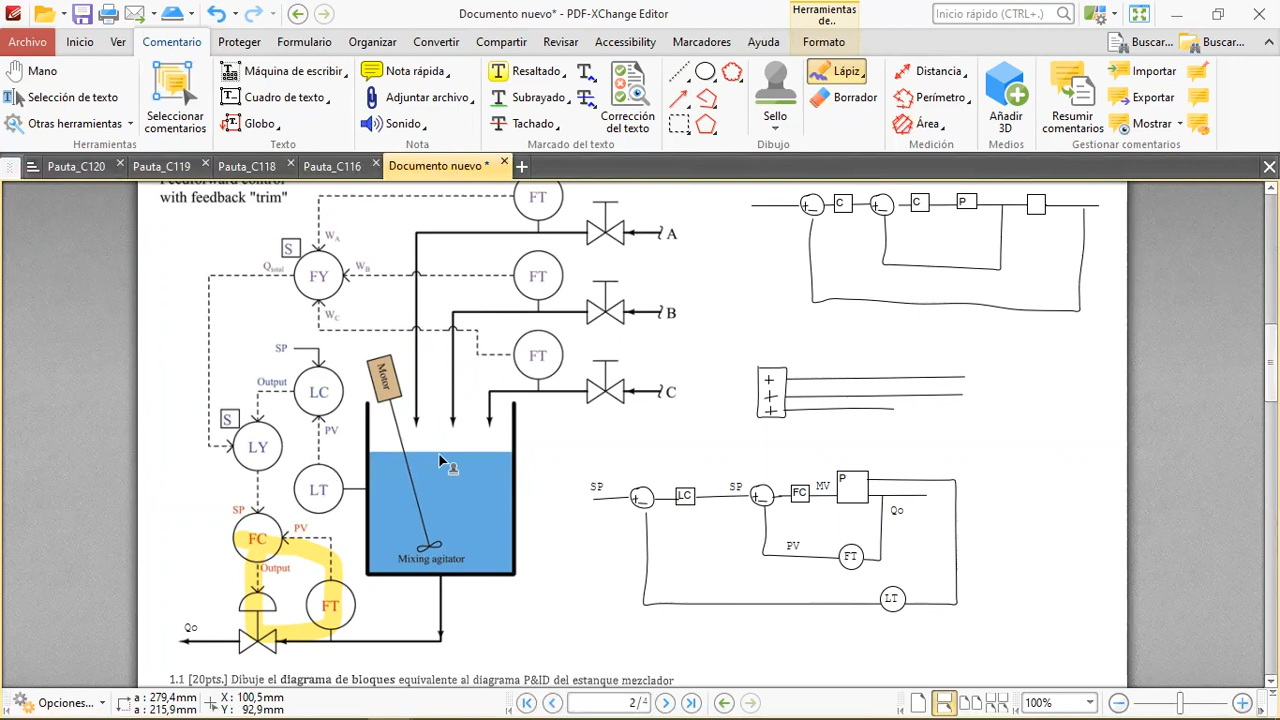 Documento nuevo * - PDF-XChange Editor
Herramientas de..
Inicio rápido (CTRL+.)
Archivo
Inicio
Ver
Comentario
Proteger
Formulario
Organizar
Convertir
Compartir
Revisar
Accessibility
Marcadores
Ayuda
Formato
Buscar...
Buscar...
Mano
Selección de texto
Otras herramientas
Herramientas
Seleccionar comentarios
Máquina de escribir
Cuadro de texto
Globo
Texto
Nota rápida
Adjuntar archivo
Sonido
Nota
Resaltado
Subrayado
Tachado
Corrección del texto
Marcado del texto
Dibujo
Sello
Lápiz
Borrador
Distancia
Perímetro
Área
Medición
Añadir 3D
Medios
Resumir comentarios
Importar
Exportar
Mostrar
Gestionar comentarios
Pauta_C120
Pauta_C119
Pauta_C118
Pauta_C116
Documento nuevo *
with feedback "trim"
FT
A
W_A
S
Q_total
FY
W_B
FT
B
W_C
FT
C
SP
Output
LC
Motor
S
PV
LY
LT
SP
PV
FC
Output
FT
Mixing agitator
Qo
+ −
C
+ −
C
P
+
+
+
SP
+ −
LC
SP
+ −
FC
MV
P
Qo
PV
FT
LT
1.1 [20pts.] Dibuje el diagrama de bloques equivalente al diagrama P&ID del estanque mezclador
Opciones...
a : 279,4mm
a : 215,9mm
X : 100,5mm
Y : 92,9mm
2/4
100%